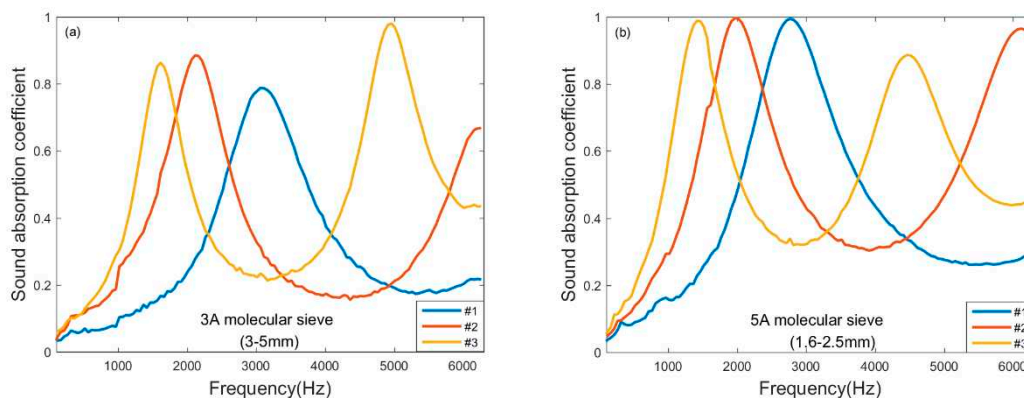 (a)
Sound absorption coefficient
1
0.8
0.6
0.4
0.2
0
1000 2000 3000 4000 5000 6000
Frequency(Hz)
3A molecular sieve
(3-5mm)
#1
#2
#3
(b)
Sound absorption coefficient
1
0.8
0.6
0.4
0.2
0
1000 2000 3000 4000 5000 6000
Frequency(Hz)
5A molecular sieve
(1.6-2.5mm)
#1
#2
#3